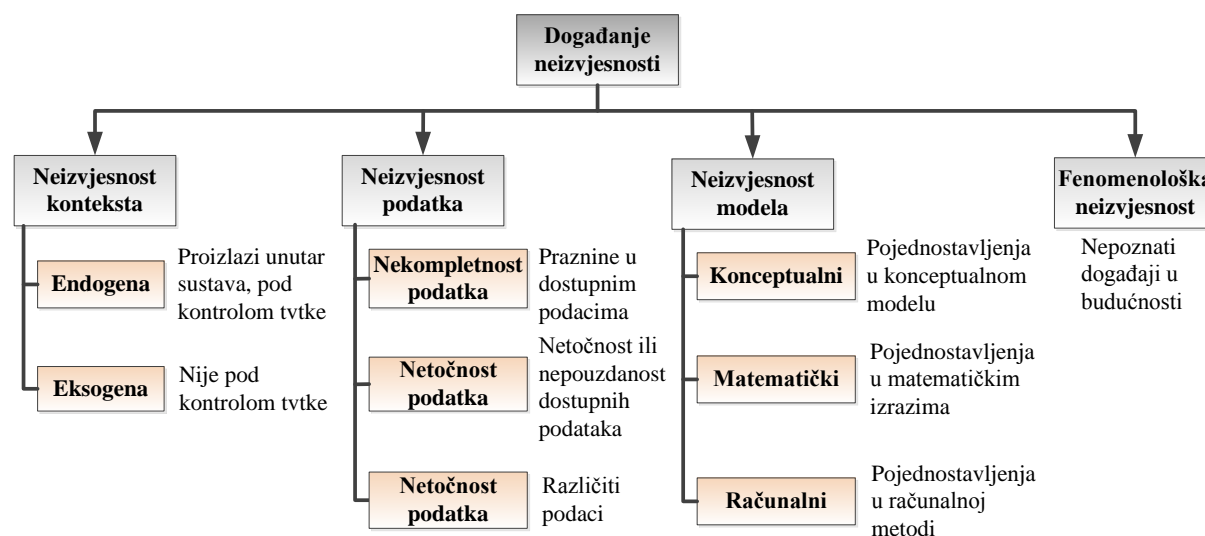 Događanje
neizvjesnosti
Neizvjesnost
konteksta
Endogena
Proizlazi unutar
sustava, pod
kontrolom tvtke
Eksogena
Nije pod
kontrolom tvtke
Neizvjesnost
podatka
Nekompletnost
podatka
Praznine u
dostupnim
podacima
Netočnost
podatka
Netočnost ili
nepouzdanost
dostupnih
podataka
Netočnost
podatka
Različiti
podaci
Neizvjesnost
modela
Konceptualni
Pojednostavljenja
u konceptualnom
modelu
Matematički
Pojednostavljenja
u matematičkim
izrazima
Računalni
Pojednostavljenja
u računalnoj
metodi
Fenomenološka
neizvjesnost
Nepoznati
događaji u
budućnosti